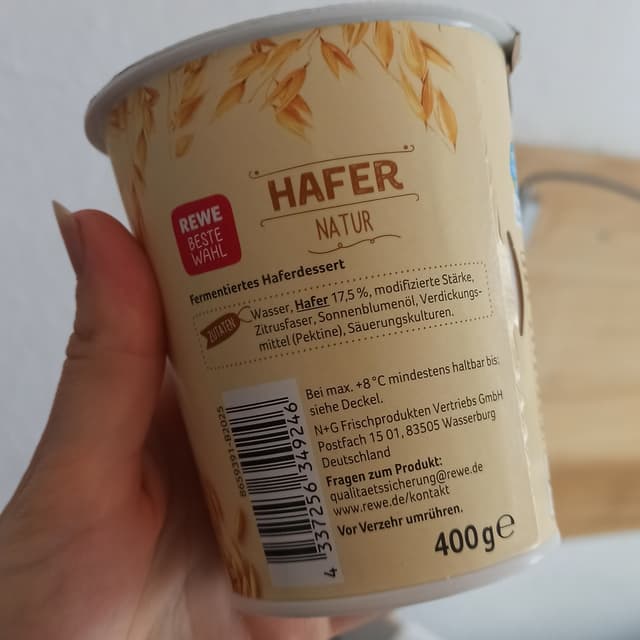 HAFER
NATUR
REWE
BESTE
WAHL
Fermentiertes Haferdessert
ZUTATEN
Wasser, Hafer 17,5 %, modifizierte Stärke,
Zitrusfaser, Sonnenblumenöl, Verdickungs-
mittel (Pektine), Säuerungskulturen.
Bei max. +8 °C mindestens haltbar bis:
siehe Deckel.
N+G Frischprodukten Vertriebs GmbH
Postfach 15 01, 83505 Wasserburg
Deutschland
Fragen zum Produkt:
qualitaetssicherung@rewe.de
www.rewe.de/kontakt
Vor Verzehr umrühren.
400 g e
4 337256 349246